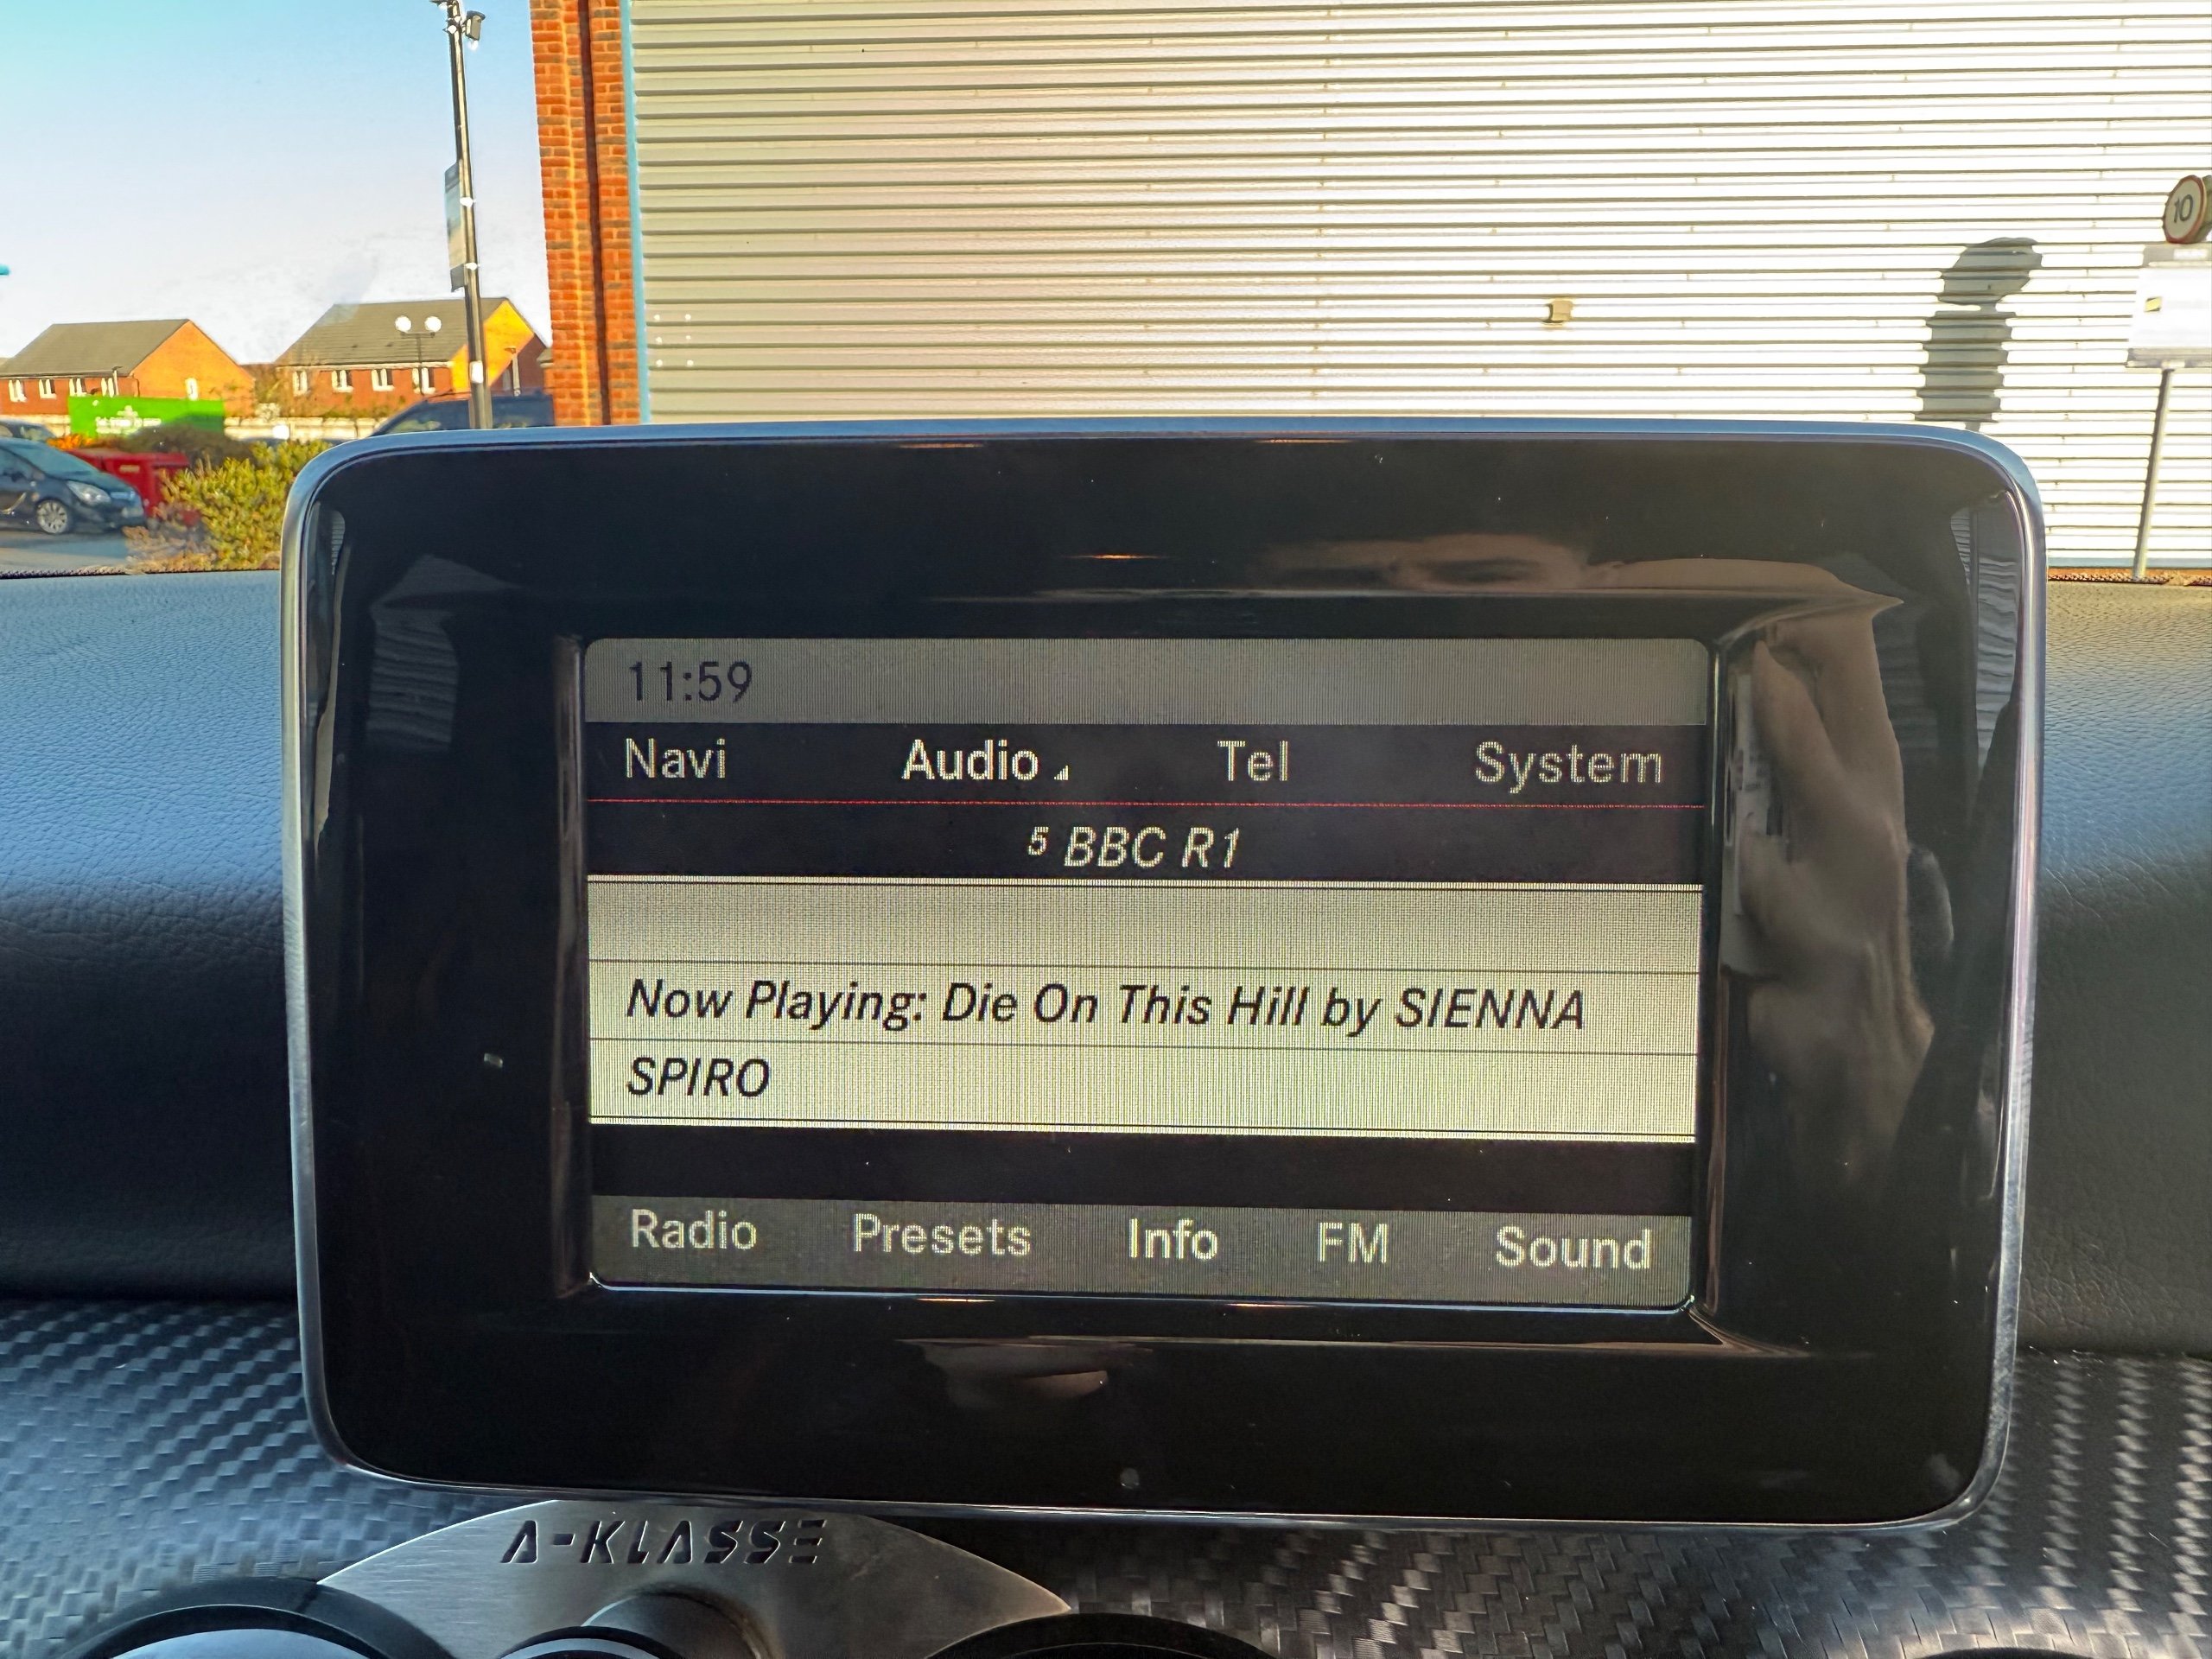 10
11:59
Navi Audio Tel System
5 BBC R1
Now Playing: Die On This Hill by SIENNA
SPIRO
Radio Presets Info FM Sound
A-KLASSE